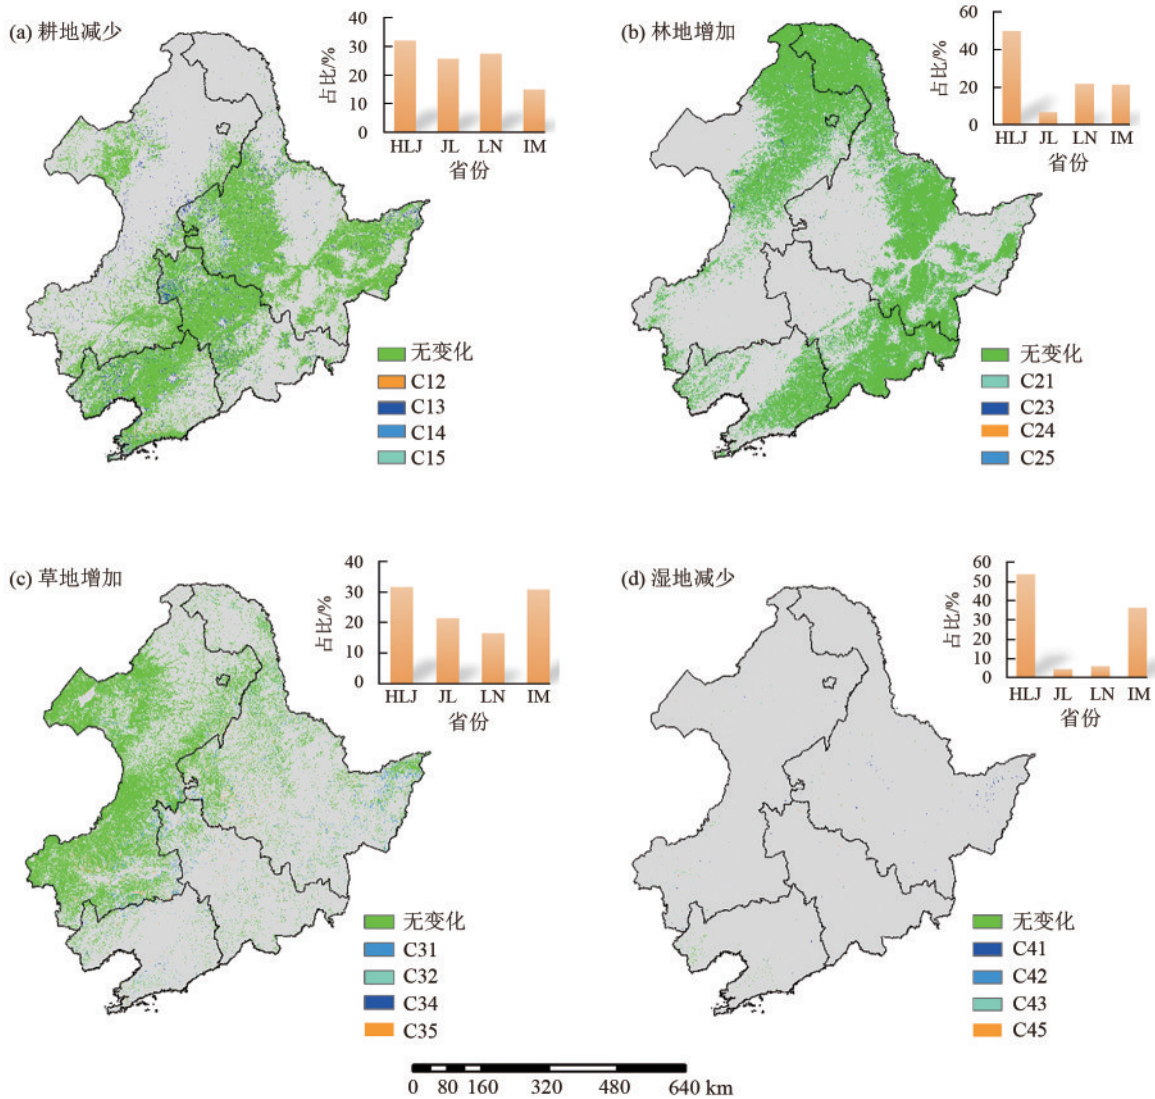 (a) 耕地减少
40
30
20
10
0
占比/%
HLJ JL LN IM
省份
无变化
C12
C13
C14
C15
(b) 林地增加
60
40
20
0
占比/%
HLJ JL LN IM
省份
无变化
C21
C23
C24
C25
(c) 草地增加
40
30
20
10
0
占比/%
HLJ JL LN IM
省份
无变化
C31
C32
C34
C35
(d) 湿地减少
60
50
40
30
20
10
0
占比/%
HLJ JL LN IM
省份
无变化
C41
C42
C43
C45
0 80 160 320 480 640 km